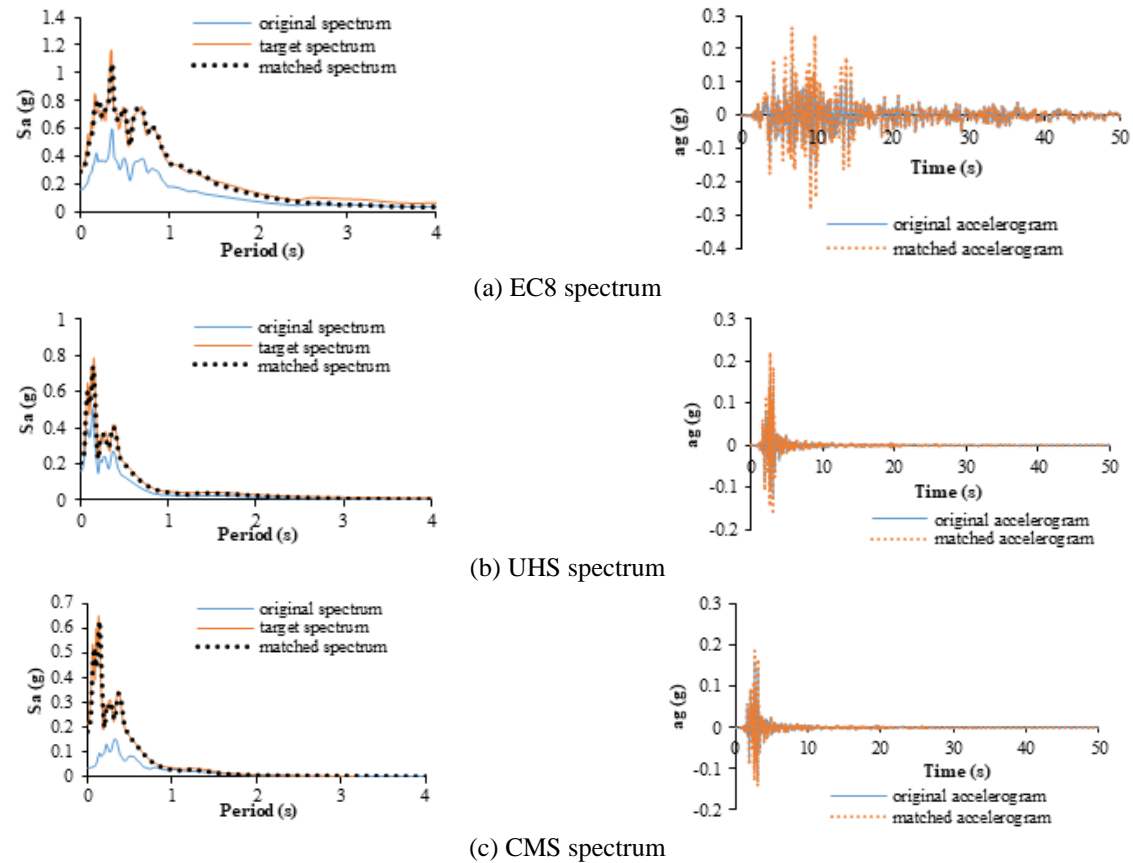 1.4
1.2
1
0.8
0.6
0.4
0.2
0
Sa (g)
0 1 2 3 4
Period (s)
original spectrum
target spectrum
matched spectrum
0.3
0.2
0.1
0
-0.1
-0.2
-0.3
-0.4
ag (g)
0 10 20 30 40 50
Time (s)
original accelerogram
matched accelerogram
(a) EC8 spectrum
1
0.8
0.6
0.4
0.2
0
Sa (g)
0 1 2 3 4
Period (s)
original spectrum
target spectrum
matched spectrum
0.3
0.2
0.1
0
-0.1
-0.2
ag (g)
0 10 20 30 40 50
Time (s)
original accelerogram
matched accelerogram
(b) UHS spectrum
0.7
0.6
0.5
0.4
0.3
0.2
0.1
0
Sa (g)
0 1 2 3 4
Period (s)
original spectrum
target spectrum
matched spectrum
0.3
0.2
0.1
0
-0.1
-0.2
ag (g)
0 10 20 30 40 50
Time (s)
original accelerogram
matched accelerogram
(c) CMS spectrum